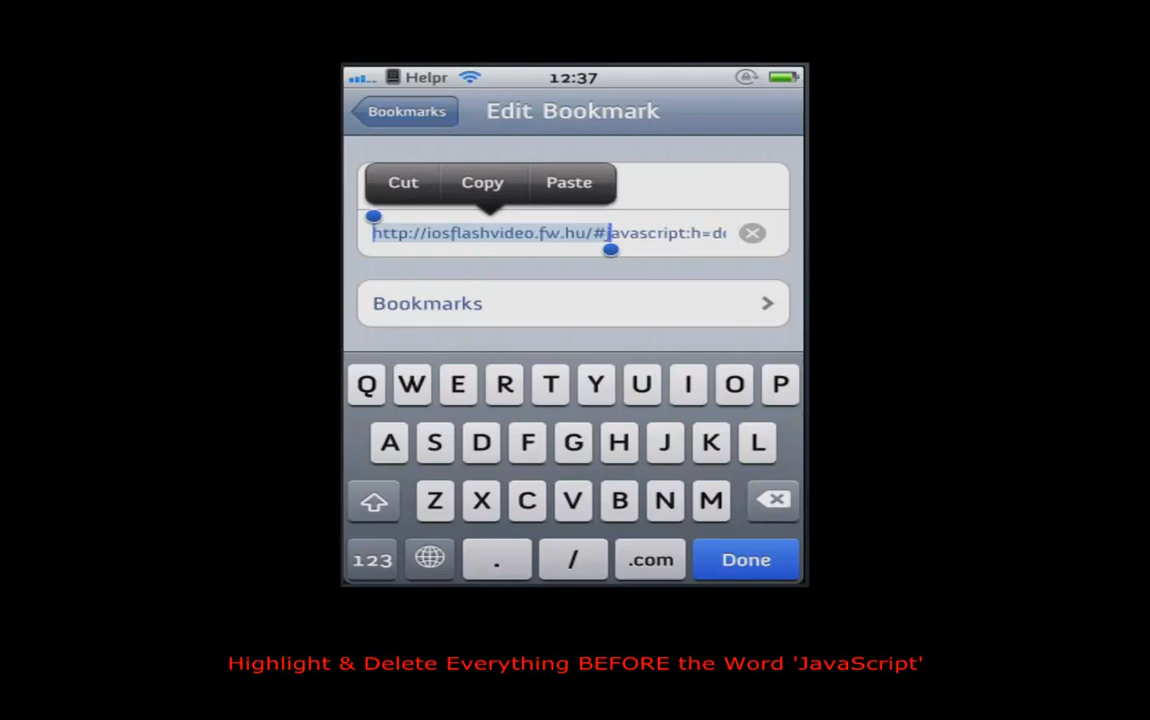 Helpr 12:37
Bookmarks Edit Bookmark
Cut Copy Paste
http://iosflashvideo.fw.hu/#javascript:h=do
Bookmarks
Q W E R T Y U I O P
A S D F G H J K L
Z X C V B N M
123 . / .com Done
Highlight & Delete Everything BEFORE the Word 'JavaScript'